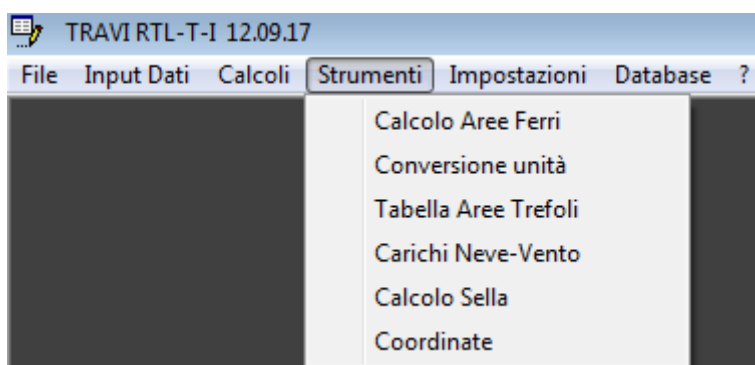 TRAVI RTL-T-I 12.09.17
File Input Dati Calcoli Strumenti Impostazioni Database ?
Calcolo Aree Ferri
Conversione unità
Tabella Aree Trefoli
Carichi Neve-Vento
Calcolo Sella
Coordinate